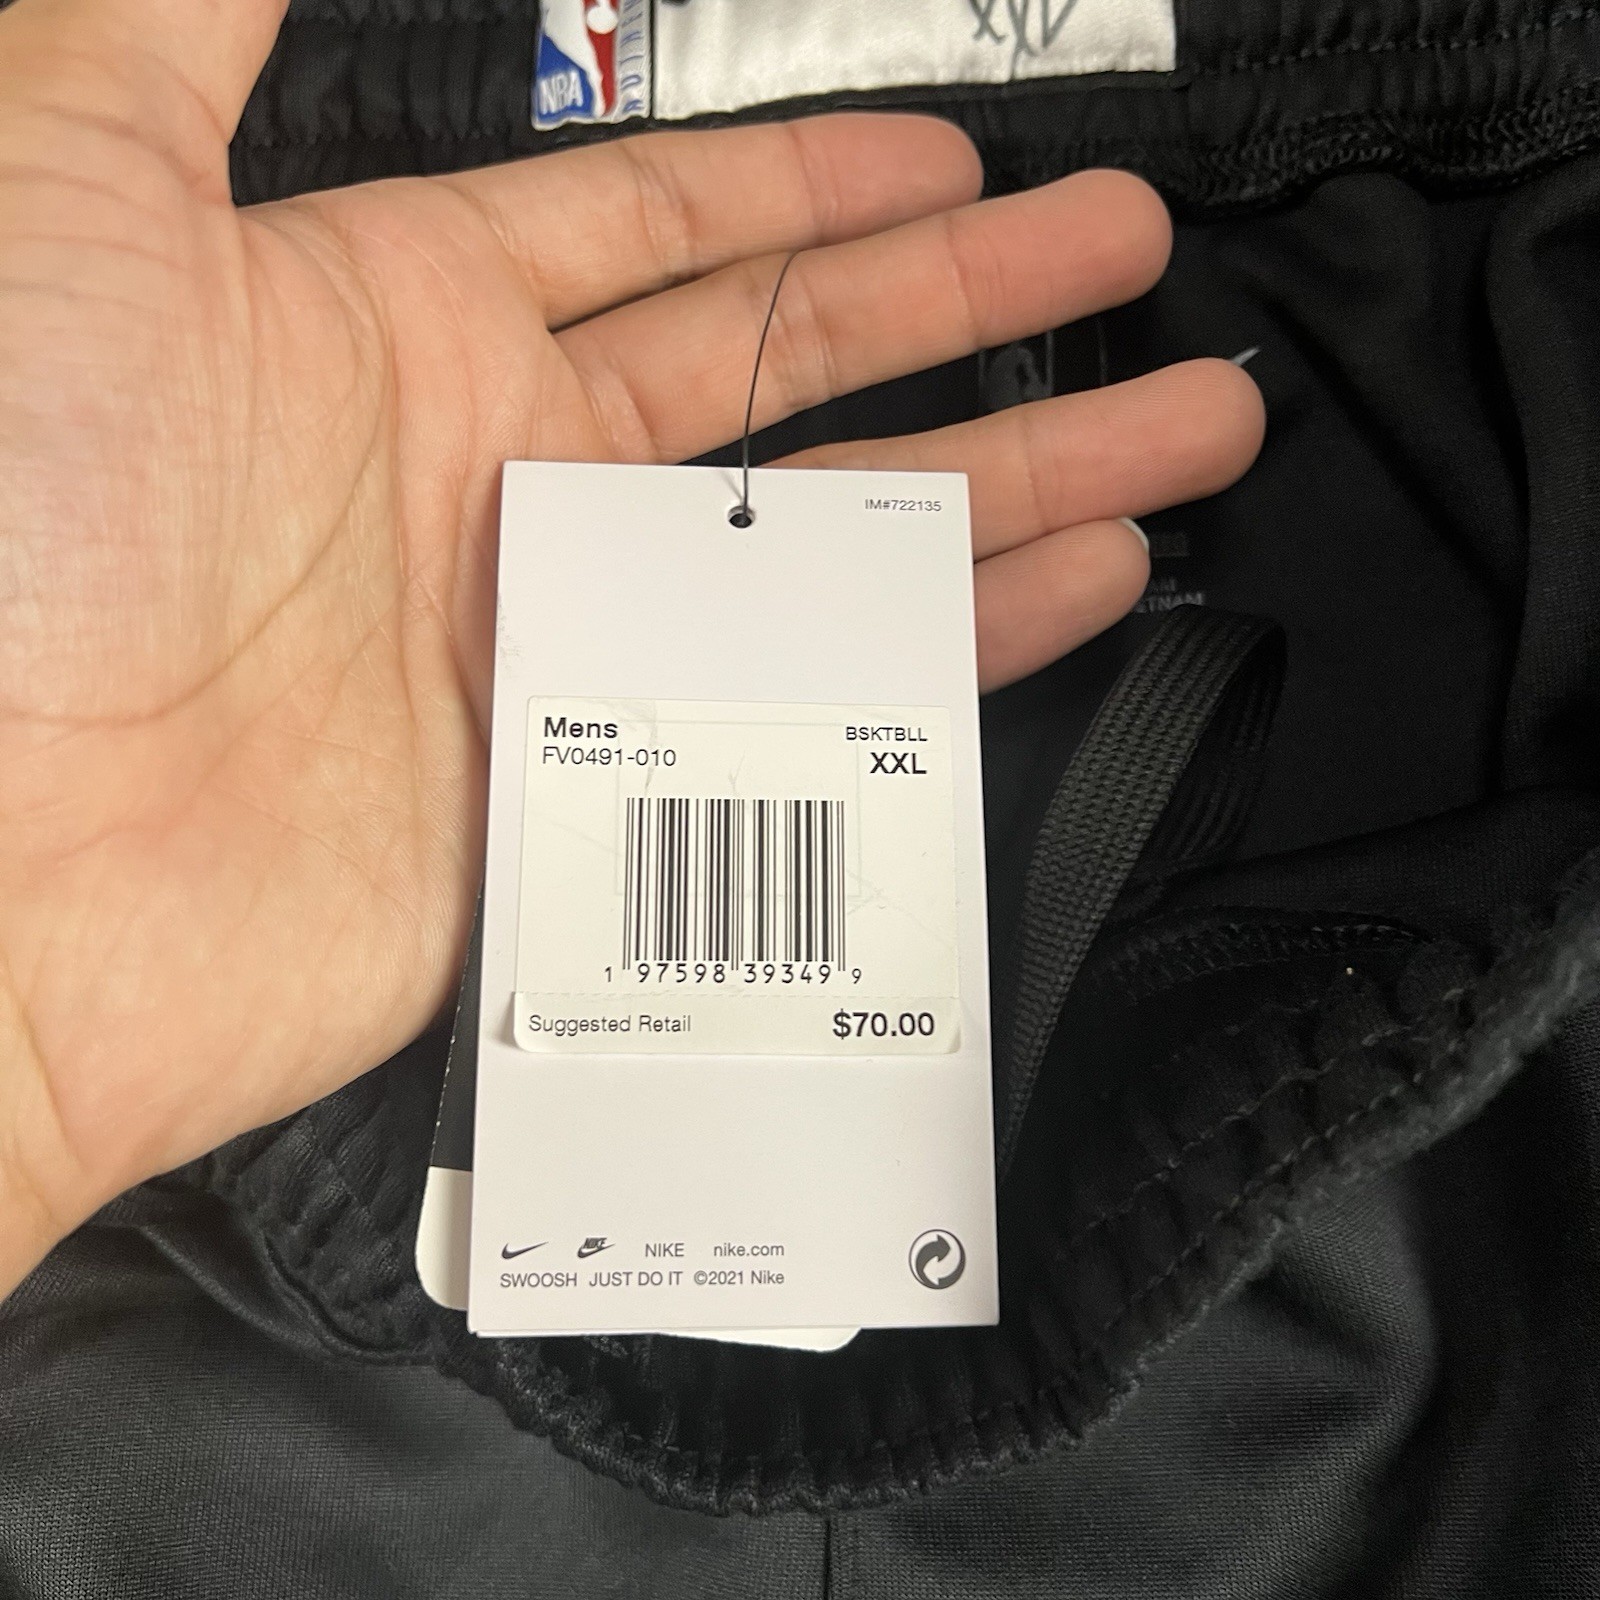 NBA
IM#722135
Mens
BSKTBLL
FV0491-010
XXL
1 97598 39349 9
Suggested Retail
$70.00
NIKE NIKE nike.com
SWOOSH JUST DO IT ©2021 Nike